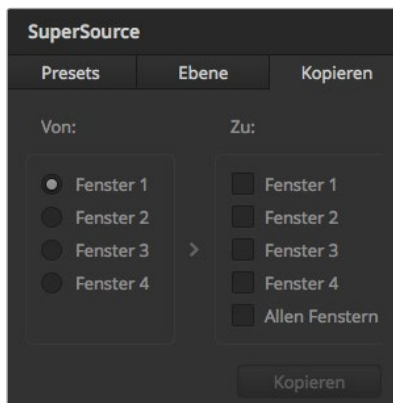 SuperSource
Presets Ebene Kopieren
Von: Zu:
Fenster 1 > Fenster 1
Fenster 2 Fenster 2
Fenster 3 Fenster 3
Fenster 4 Fenster 4
Allen Fenstern
Kopieren